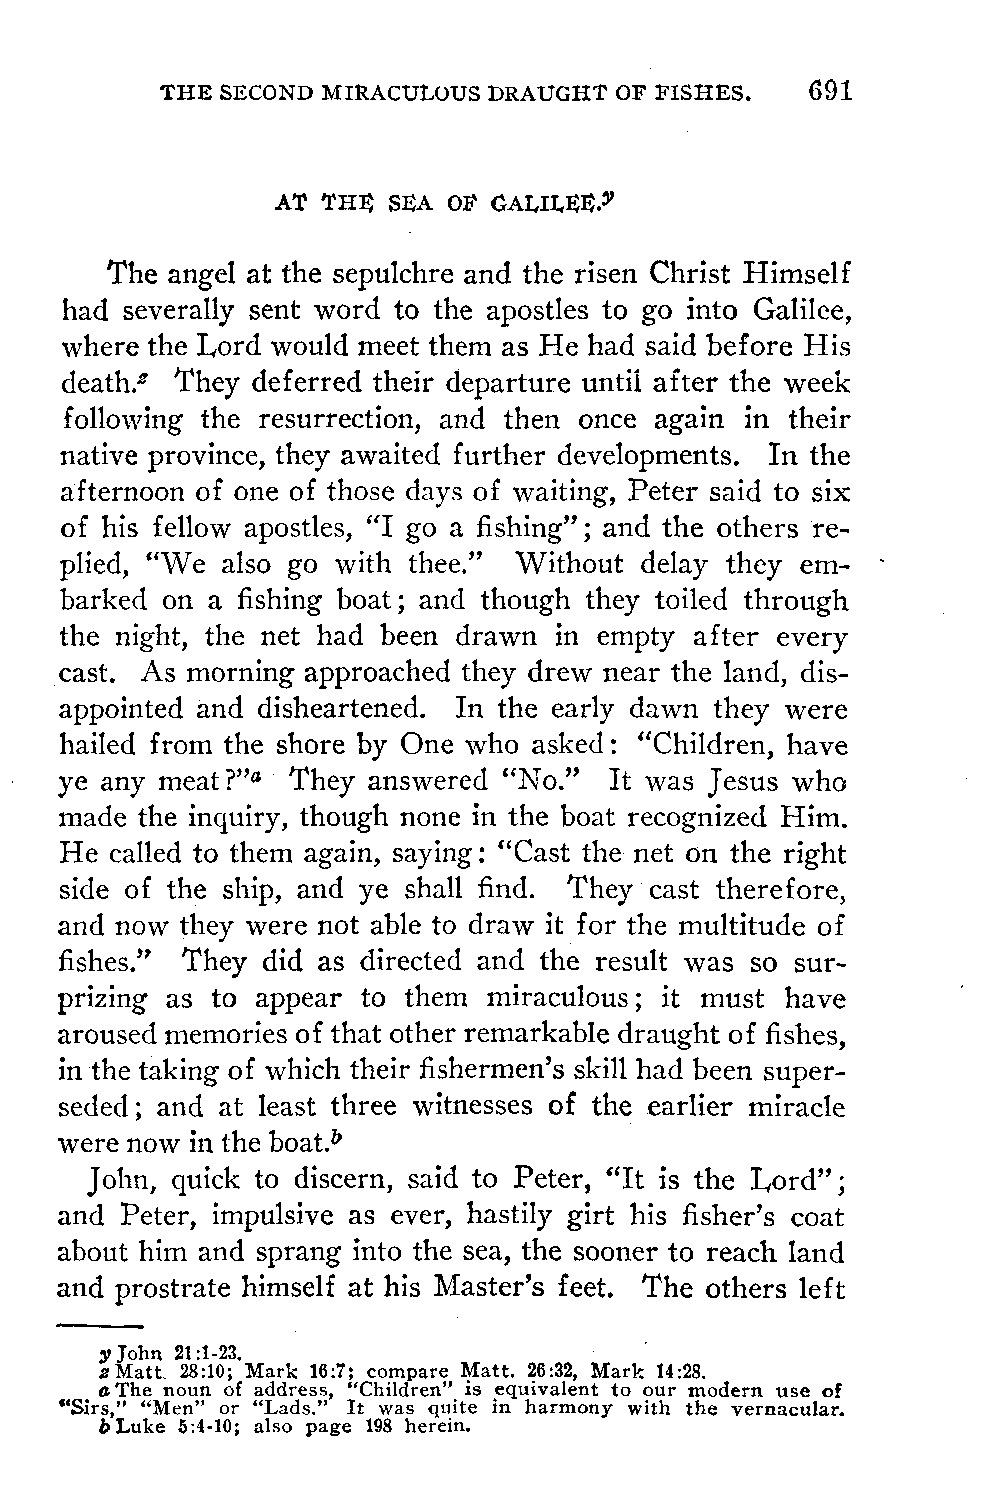 THE SECOND MIRACULOUS DRAUGHT OF FISHES. 691
AT THE SEA OF GALILEE.y
The angel at the sepulchre and the risen Christ Himself
had severally sent word to the apostles to go into Galilee,
where the Lord would meet them as He had said before His
death.z They deferred their departure until after the week
following the resurrection, and then once again in their
native province, they awaited further developments. In the
afternoon of one of those days of waiting, Peter said to six
of his fellow apostles, "I go a fishing"; and the others re-
plied, "We also go with thee." Without delay they em-
barked on a fishing boat; and though they toiled through
the night, the net had been drawn in empty after every
cast. As morning approached they drew near the land, dis-
appointed and disheartened. In the early dawn they were
hailed from the shore by One who asked: "Children, have
ye any meat?"a They answered "No." It was Jesus who
made the inquiry, though none in the boat recognized Him.
He called to them again, saying: "Cast the net on the right
side of the ship, and ye shall find. They cast therefore,
and now they were not able to draw it for the multitude of
fishes." They did as directed and the result was so sur-
prizing as to appear to them miraculous; it must have
aroused memories of that other remarkable draught of fishes,
in the taking of which their fishermen's skill had been super-
seded; and at least three witnesses of the earlier miracle
were now in the boat.b
John, quick to discern, said to Peter, "It is the Lord";
and Peter, impulsive as ever, hastily girt his fisher's coat
about him and sprang into the sea, the sooner to reach land
and prostrate himself at his Master's feet. The others left
y John 21:1-23.
z Matt. 28:10; Mark 16:7; compare Matt. 26:32, Mark 14:28.
a The noun of address, "Children" is equivalent to our modern use of
"Sirs," "Men" or "Lads." It was quite in harmony with the vernacular.
b Luke 5:4-10; also page 198 herein.